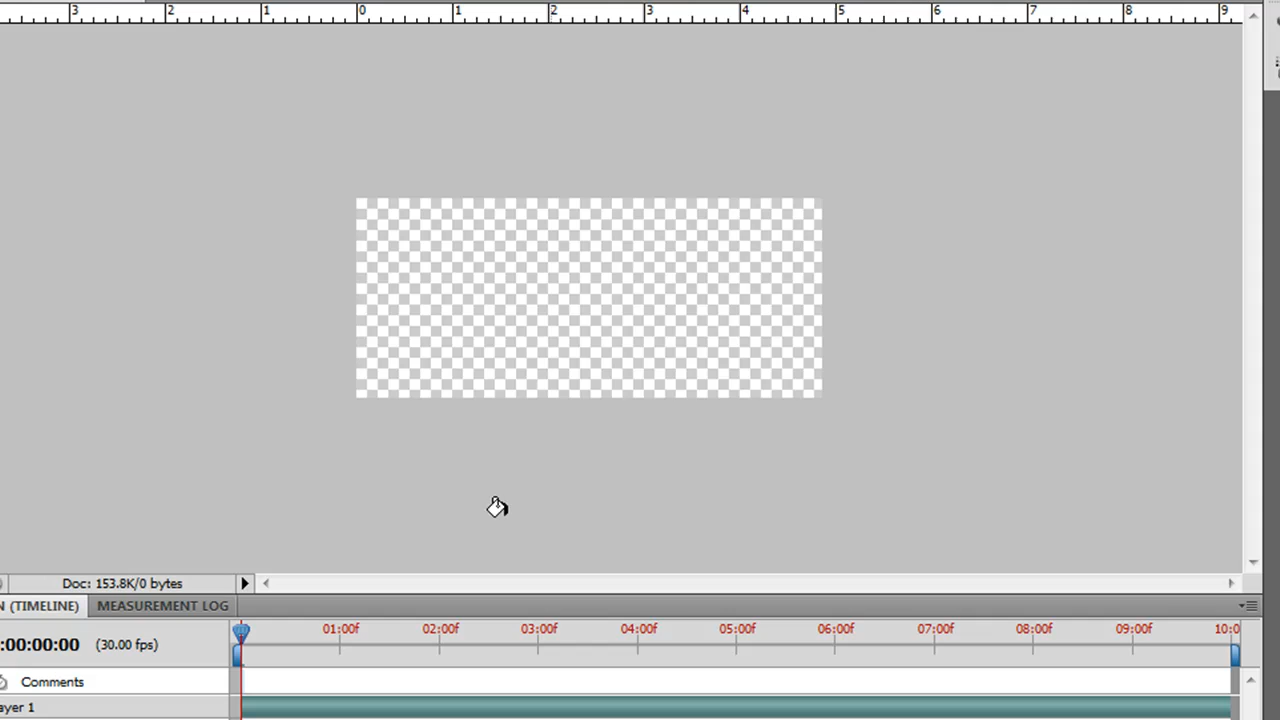 3 2 1 0 1 2 3 4 5 6 7 8 9
Doc: 153.8K/0 bytes
N (TIMELINE) MEASUREMENT LOG
01:00f 02:00f 03:00f 04:00f 05:00f 06:00f 07:00f 08:00f 09:00f 10:0
:00:00:00 (30.00 fps)
Comments
ayer 1